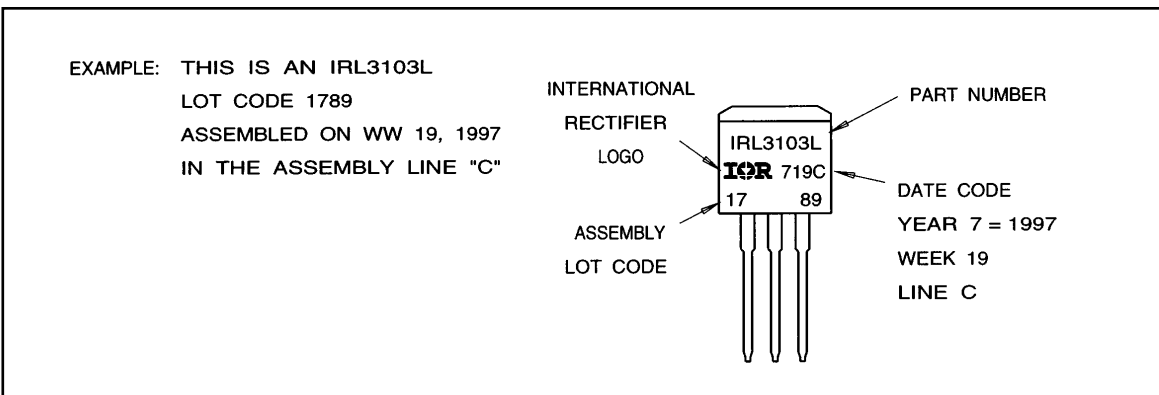 EXAMPLE: THIS IS AN IRL3103L
LOT CODE 1789
ASSEMBLED ON WW 19, 1997
IN THE ASSEMBLY LINE "C"
INTERNATIONAL
RECTIFIER
LOGO
ASSEMBLY
LOT CODE
IRL3103L
IOR 719C
17 89
PART NUMBER
DATE CODE
YEAR 7 = 1997
WEEK 19
LINE C